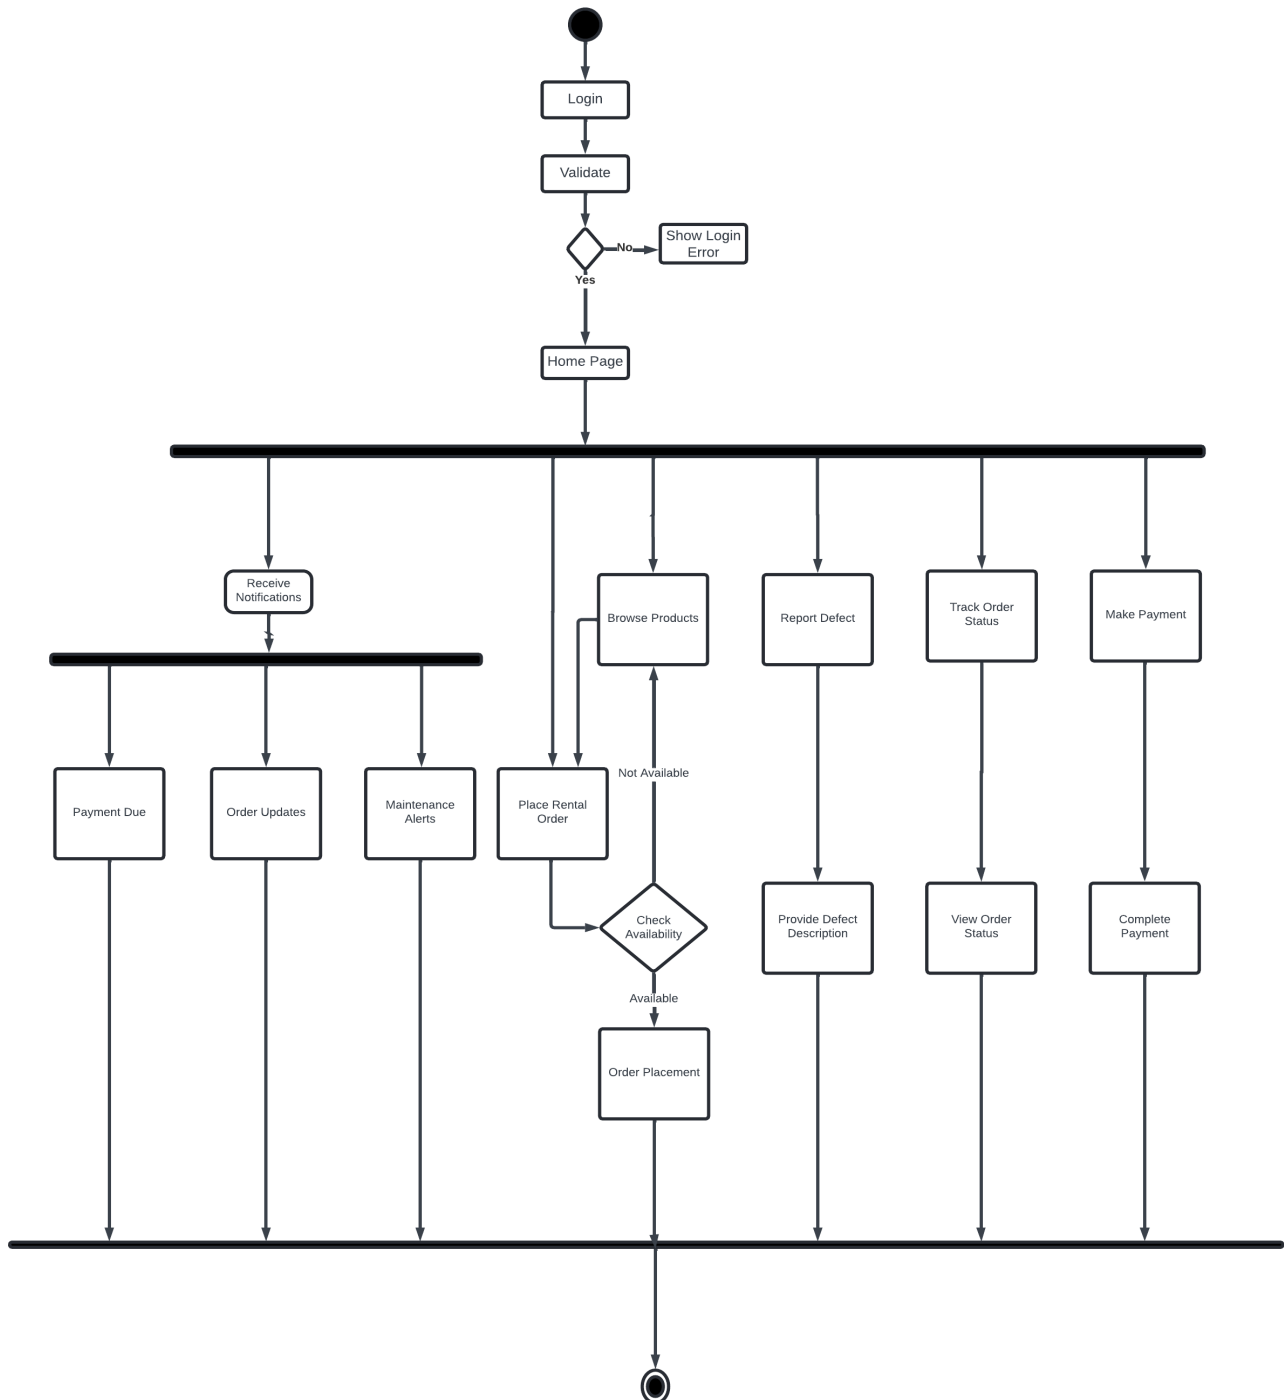 Login
Validate
No
Show Login
Error
Yes
Home Page
Receive
Notifications
Browse Products
Report Defect
Track Order
Status
Make Payment
Not Available
Payment Due
Order Updates
Maintenance
Alerts
Place Rental
Order
Check
Availability
Provide Defect
Description
View Order
Status
Complete
Payment
Available
Order Placement